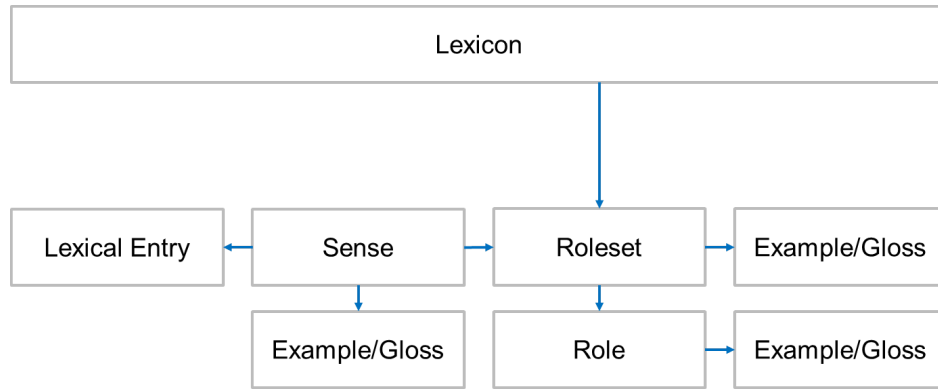 Lexicon
Lexical Entry
Sense
Roleset
Example/Gloss
Example/Gloss
Role
Example/Gloss